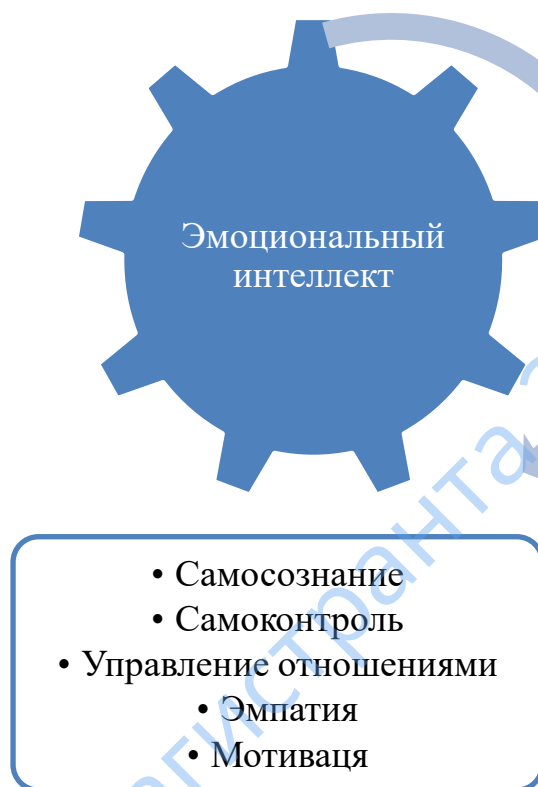 Эмоциональный
интеллект
• Самосознание
• Самоконтроль
• Управление отношениями
• Эмпатия
• Мотиваця